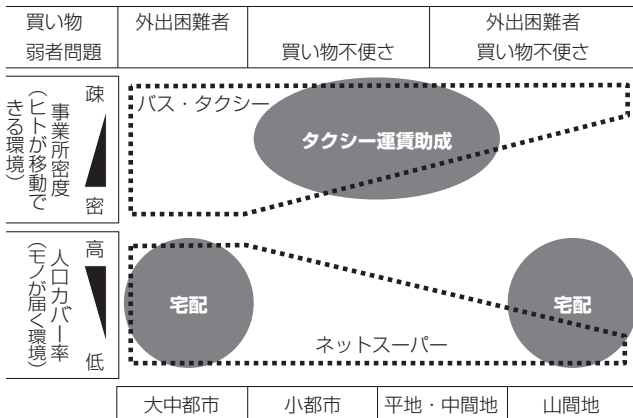 買い物
弱者問題
外出困難者
買い物不便さ
外出困難者
買い物不便さ
事業所密度
（ヒトが移動で
きる環境）
疎
密
バス・タクシー
タクシー運賃助成
人口カバー率
（モノが届く環境）
高
低
宅配
宅配
ネットスーパー
大中都市
小都市
平地・中間地
山間地